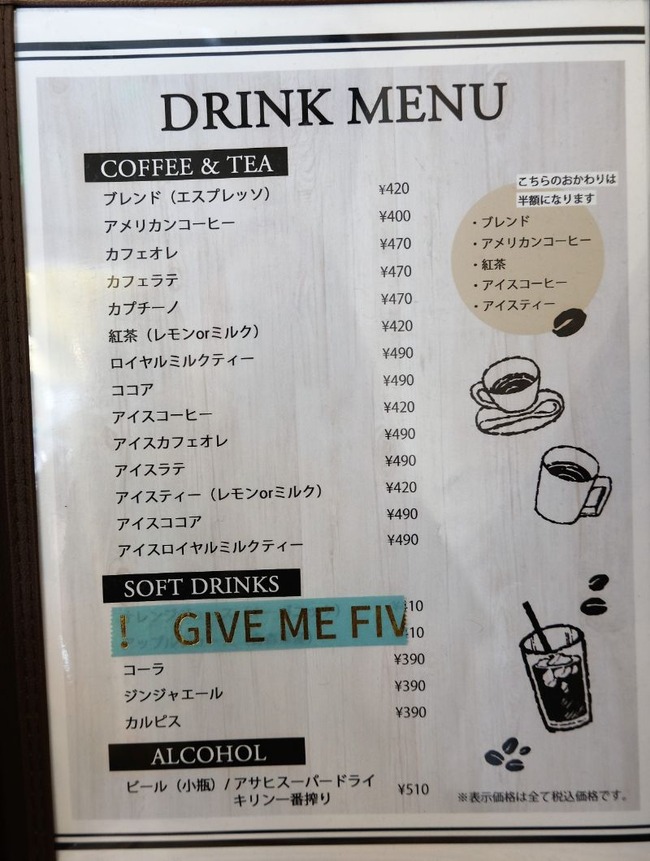 DRINK MENU
COFFEE & TEA
ブレンド（エスプレッソ） ¥420
アメリカンコーヒー ¥400
カフェオレ ¥470
カフェラテ ¥470
カプチーノ ¥470
紅茶（レモンorミルク） ¥420
ロイヤルミルクティー ¥490
ココア ¥490
アイスコーヒー ¥420
アイスカフェオレ ¥490
アイスラテ ¥490
アイスティー（レモンorミルク） ¥420
アイスココア ¥490
アイスロイヤルミルクティー ¥490
こちらのおかわりは
半額になります
・ブレンド
・アメリカンコーヒー
・紅茶
・アイスコーヒー
・アイスティー
SOFT DRINKS
! GIVE ME FIV
コーラ ¥390
ジンジャエール ¥390
カルピス ¥390
ALCOHOL
ビール（小瓶）/ アサヒスーパードライ ¥510
キリン一番搾り
※表示価格は全て税込価格です。